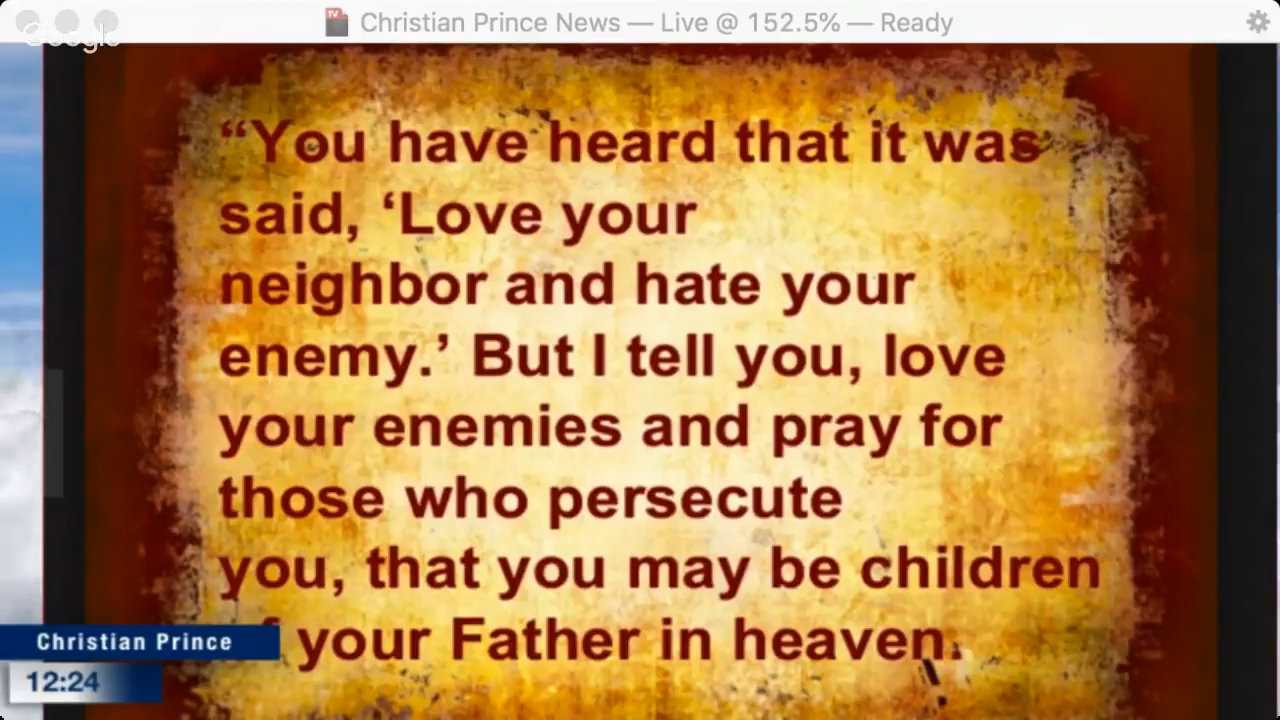 Christian Prince News — Live @ 152.5% — Ready
Google
“You have heard that it was
said, ‘Love your
neighbor and hate your
enemy.’ But I tell you, love
your enemies and pray for
those who persecute
you, that you may be children
your Father in heaven.
Christian Prince
12:24